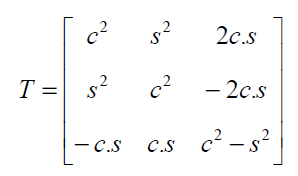 c² s² 2c.s
T = s² c² − 2c.s
− c.s c.s c² − s²